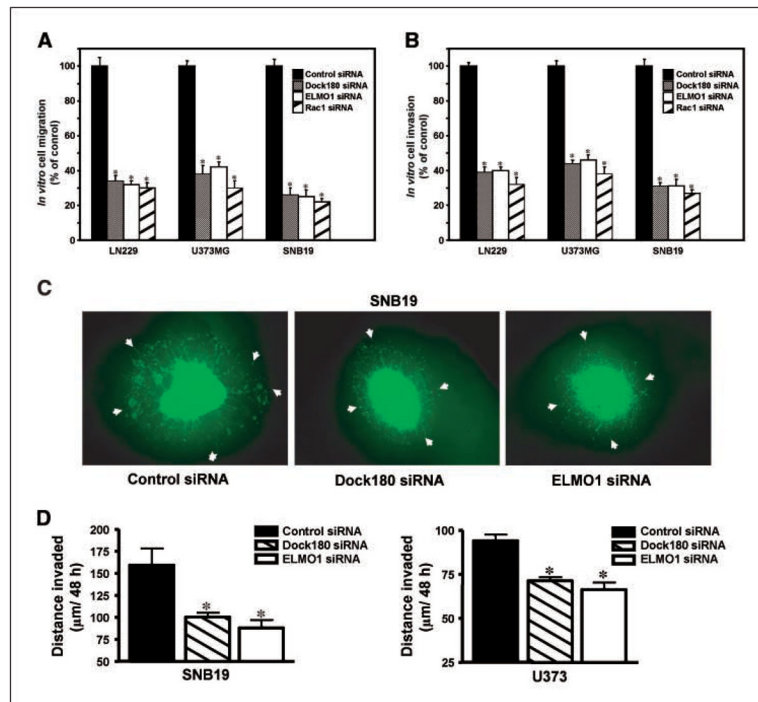 A
In vitro cell migration
(% of conrol)
100
80
60
40
20
0
Control siRNA
Dock180 siRNA
ELMO1 siRNA
Rac1 siRNA
* * *
* * *
* * *
LN229 U373MG SNB19
B
In vitro cell invasion
(% of control)
100
80
60
40
20
0
Control siRNA
Dock180 siRNA
ELMO1 siRNA
Rac1 siRNA
* * *
* * *
* * *
LN229 U373MG SNB19
C
SNB19
Control siRNA Dock180 siRNA ELMO1 siRNA
D
Distance invaded
(µm/ 48 h)
200
175
150
125
100
75
50
Control siRNA
Dock180 siRNA
ELMO1 siRNA
* *
SNB19
Distance invaded
(µm/ 48 h)
100
75
50
25
Control siRNA
Dock180 siRNA
ELMO1 siRNA
* *
U373